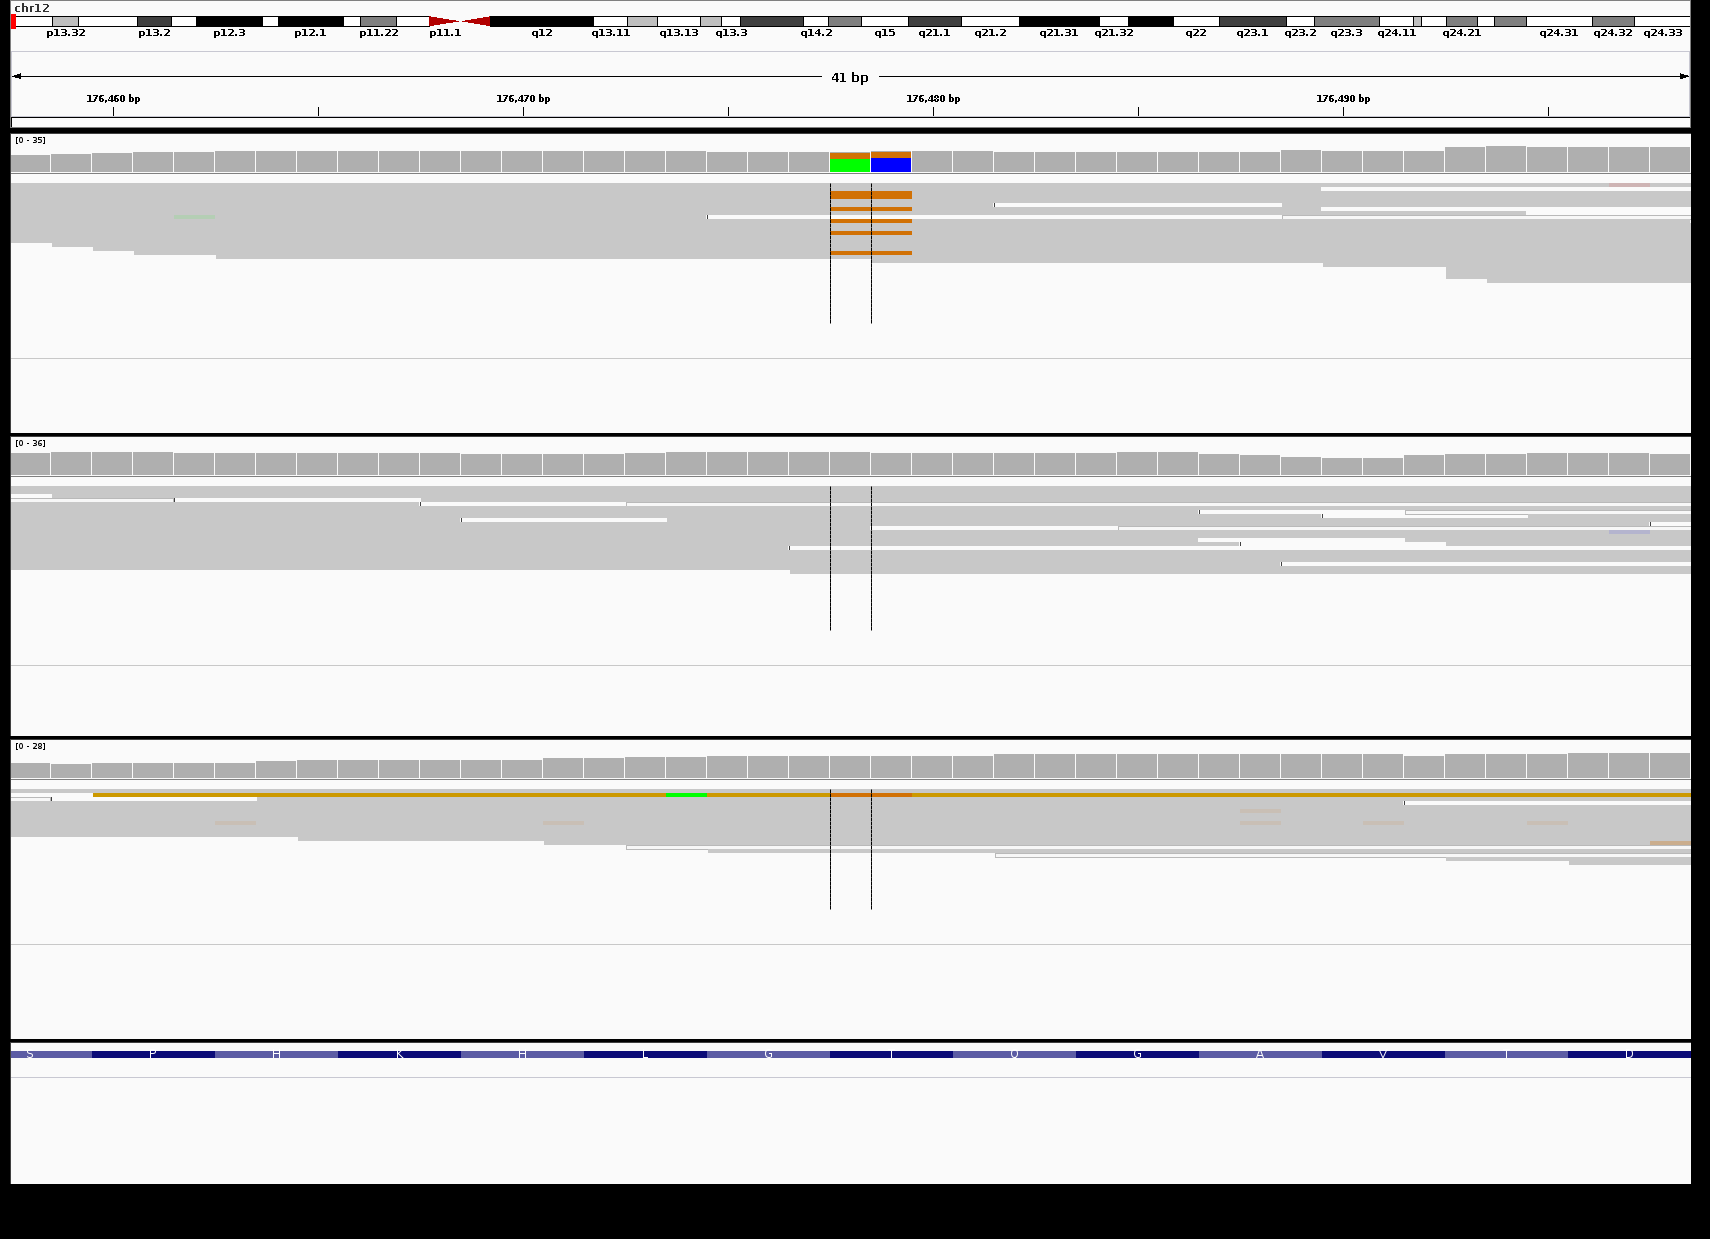 chr12
p13.32 p13.2 p12.3 p12.1 p11.22 p11.1 q12 q13.11 q13.13 q13.3 q14.2 q15 q21.1 q21.2 q21.31 q21.32 q22 q23.1 q23.2 q23.3 q24.11 q24.21 q24.31 q24.32 q24.33
41 bp
176,460 bp 176,470 bp 176,480 bp 176,490 bp
[0 - 35]
[0 - 36]
[0 - 28]
S P H K H L G G A V D